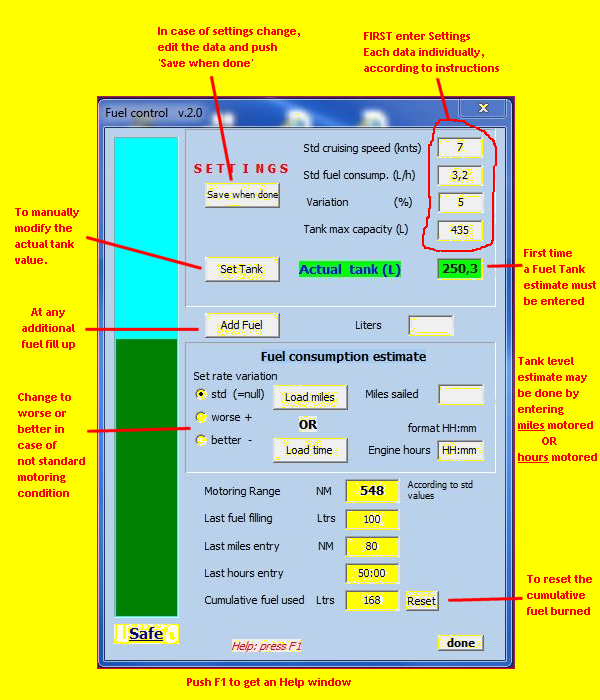 In case of settings change,
edit the data and push
'Save when done'
FIRST enter Settings
Each data individually,
according to instructions
Fuel control v.2.0
x
SETTINGS
Std cruising speed (knts) 7
Std fuel consump. (L/h) 3,2
Save when done
Variation (%) 5
Tank max capacity (L) 435
To manually
modify the
actual tank
value.
Set Tank
Actual tank (L) 250,3
First time
a Fuel Tank
estimate must
be entered
At any
additional
fuel fill up
Add Fuel
Liters
Fuel consumption estimate
Set rate variation
std (=null)
Load miles
Miles sailed
worse +
OR
format HH:mm
better -
Load time
Engine hours HH:mm
Change to
worse or
better in
case of
not standard
motoring
condition
Tank level
estimate may
be done by
entering
miles motored
OR
hours motored
Motoring Range NM 548
According to std
values
Last fuel filling Ltrs 100
Last miles entry NM 80
Last hours entry 50:00
Cumulative fuel used Ltrs 168 Reset
To reset the
cumulative
fuel burned
Safe
Help: press F1
done
Push F1 to get an Help window